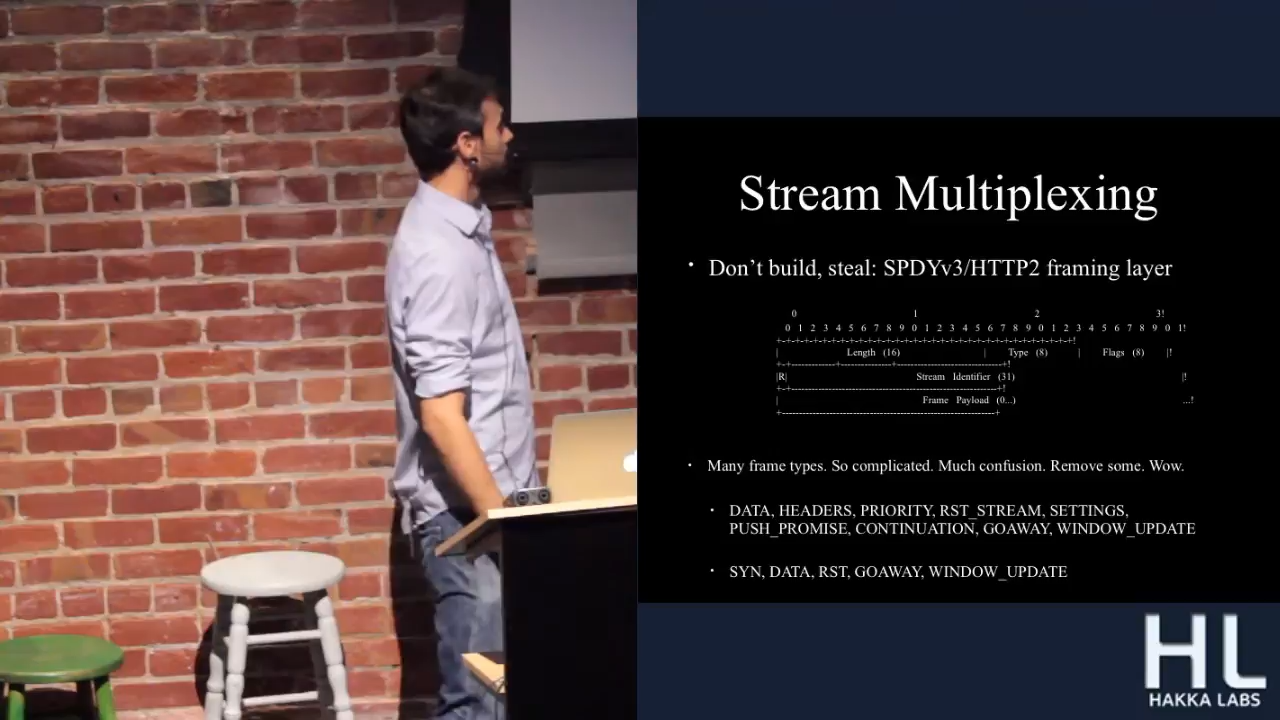 Stream Multiplexing
• Don't build, steal: SPDYv3/HTTP2 framing layer
0 1 2 3!
0 1 2 3 4 5 6 7 8 9 0 1 2 3 4 5 6 7 8 9 0 1 2 3 4 5 6 7 8 9 0 1!
+-+-+-+-+-+-+-+-+-+-+-+-+-+-+-+-+-+-+-+-+-+-+-+-+!
| Length (16) | Type (8) | Flags (8) |!
+-+-------------+---------------+-------------------------------+!
|R| Stream Identifier (31) |!
+-+-------------------------------------------------------------+!
| Frame Payload (0...) ...!
+---------------------------------------------------------------+
• Many frame types. So complicated. Much confusion. Remove some. Wow.
• DATA, HEADERS, PRIORITY, RST_STREAM, SETTINGS,
PUSH_PROMISE, CONTINUATION, GOAWAY, WINDOW_UPDATE
• SYN, DATA, RST, GOAWAY, WINDOW_UPDATE
HL
HAKKA LABS